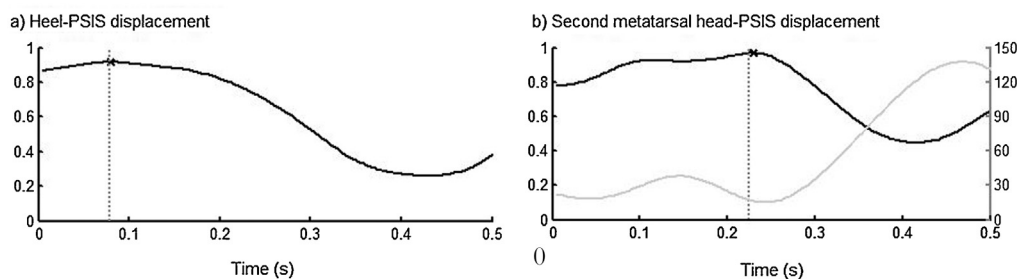 a) Heel-PSIS displacement
1
0.8
0.6
0.4
0.2
0
0 0.1 0.2 0.3 0.4 0.5
Time (s)
b) Second metatarsal head-PSIS displacement
1 150
0.8 120
0.6 90
0.4 60
0.2 30
0 0
0 0.1 0.2 0.3 0.4 0.5
0
Time (s)